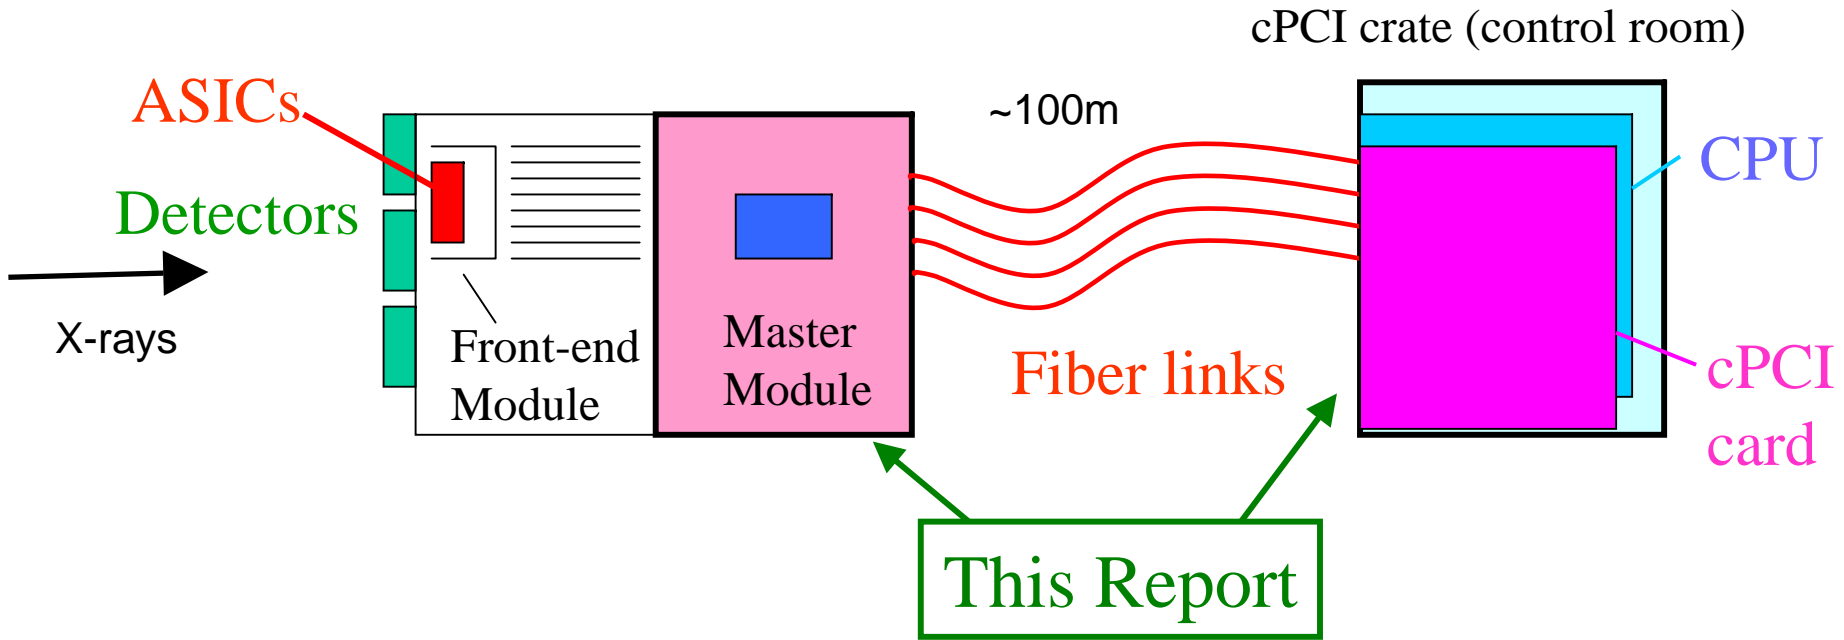 cPCI crate (control room)
ASICs
~100m
CPU
Detectors
X-rays
Front-end
Module
Master
Module
Fiber links
cPCI
card
This Report